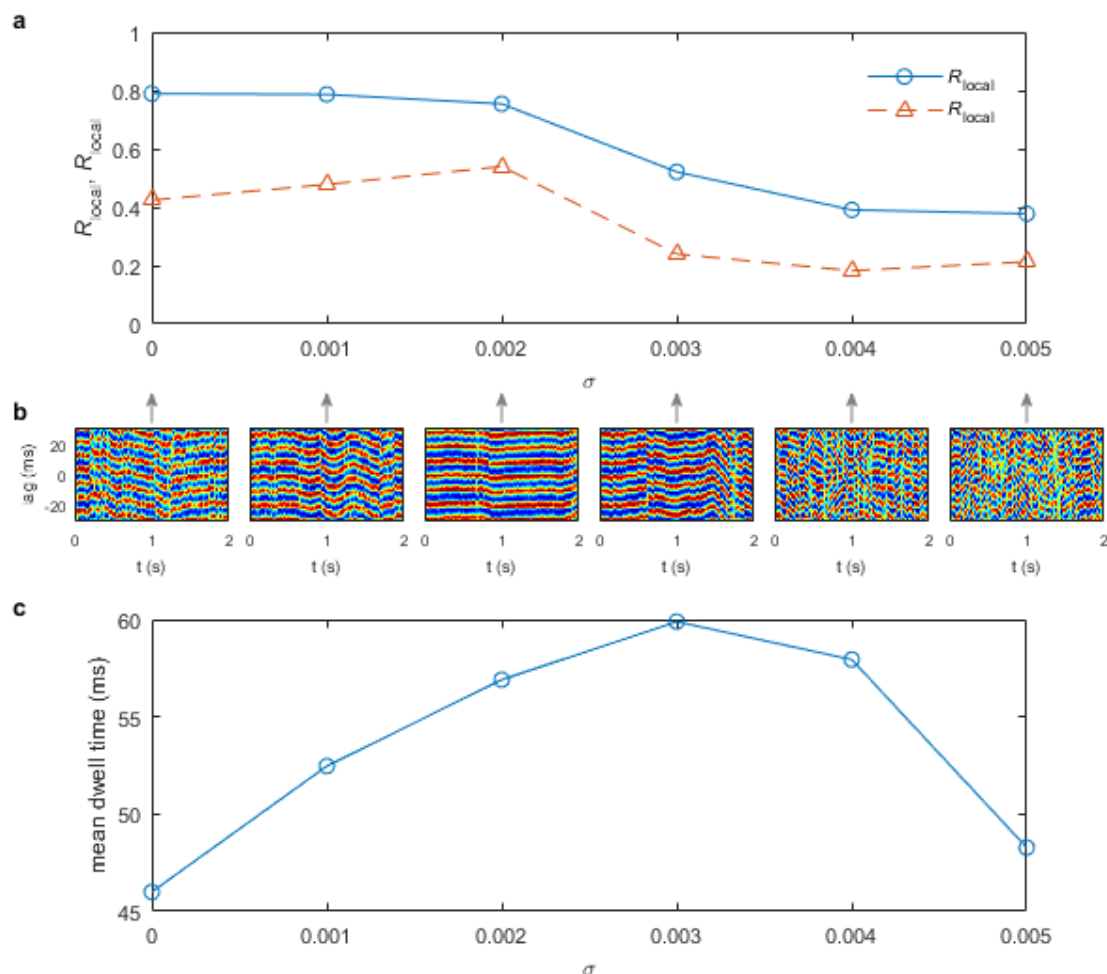 a
R_local, R_local
1
0.8
0.6
0.4
0.2
0
R_local
R_local
0 0.001 0.002 0.003 0.004 0.005
σ
b
lag (ms)
20
0
-20
0 1 2 0 1 2 0 1 2 0 1 2 0 1 2 0 1 2
t (s) t (s) t (s) t (s) t (s) t (s)
c
mean dwell time (ms)
60
55
50
45
0 0.001 0.002 0.003 0.004 0.005
σ